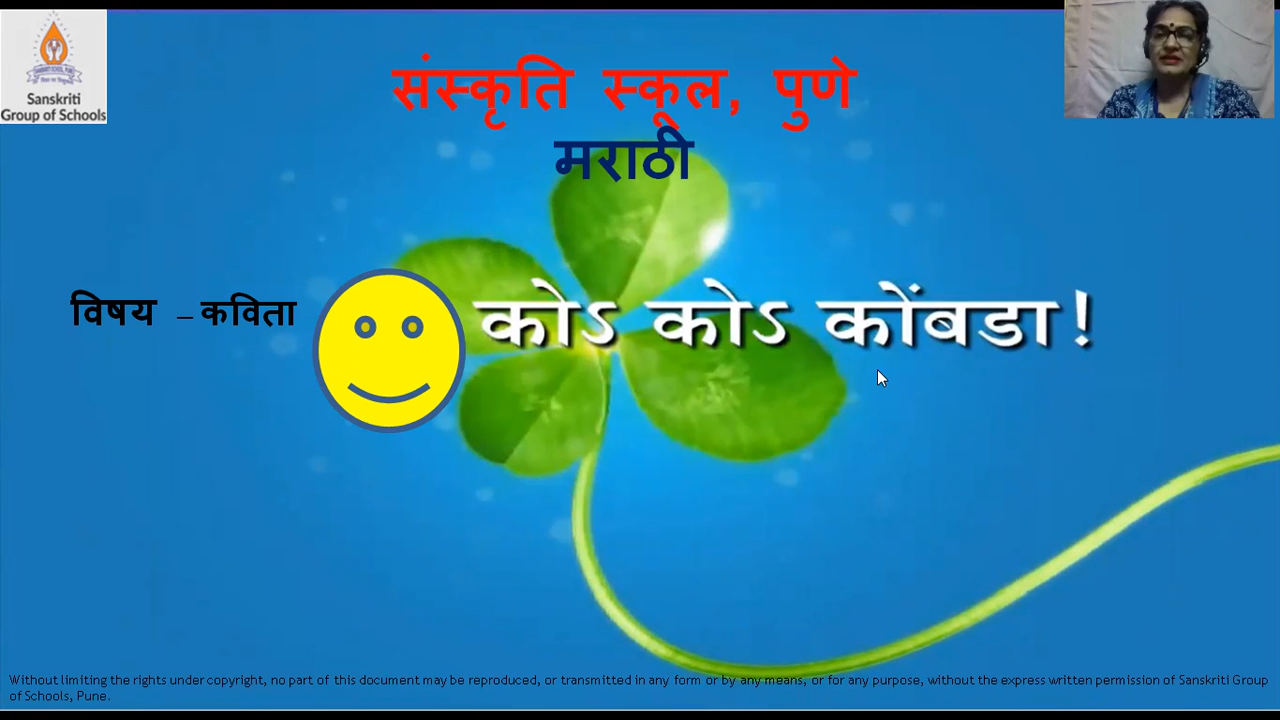 Sanskriti
Group of Schools
संस्कृति स्कूल, पुणे
मराठी
विषय – कविता
कोऽ कोऽ कोंबडा!
Without limiting the rights under copyright, no part of this document may be reproduced, or transmitted in any form or by any means, or for any purpose, without the express written permission of Sanskriti Group
of Schools, Pune.